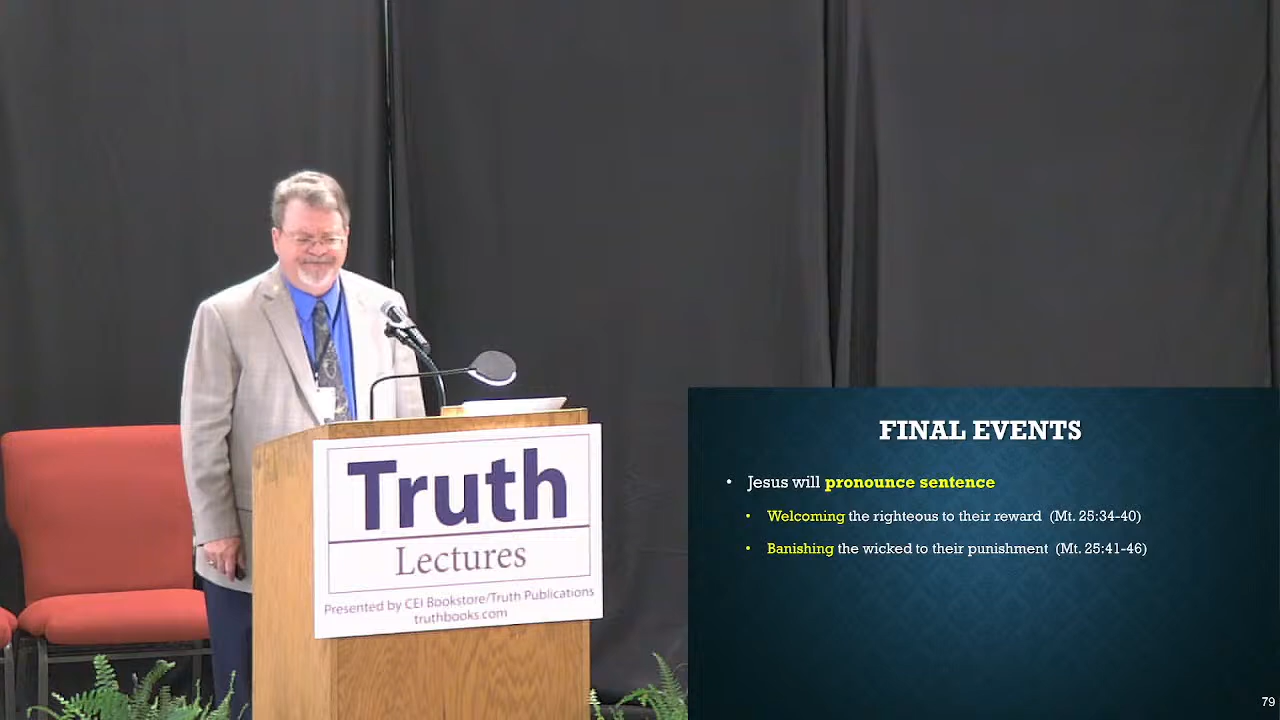 Truth
Lectures
Presented by CEI Bookstore/Truth Publications
truthbooks.com
FINAL EVENTS
• Jesus will pronounce sentence
• Welcoming the righteous to their reward (Mt. 25:34-40)
• Banishing the wicked to their punishment (Mt. 25:41-46)
79